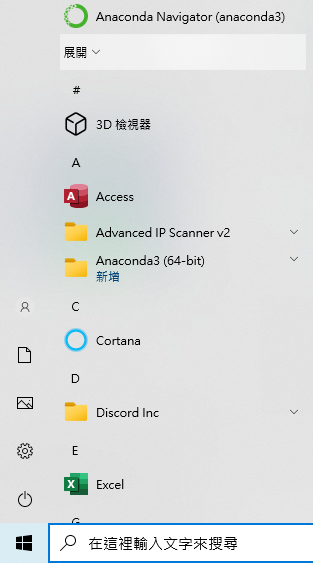 Anaconda Navigator (anaconda3)
展開
#
3D 檢視器
A
Access
Advanced IP Scanner v2
Anaconda3 (64-bit)
新增
C
Cortana
D
Discord Inc
E
Excel
G
在這裡輸入文字來搜尋